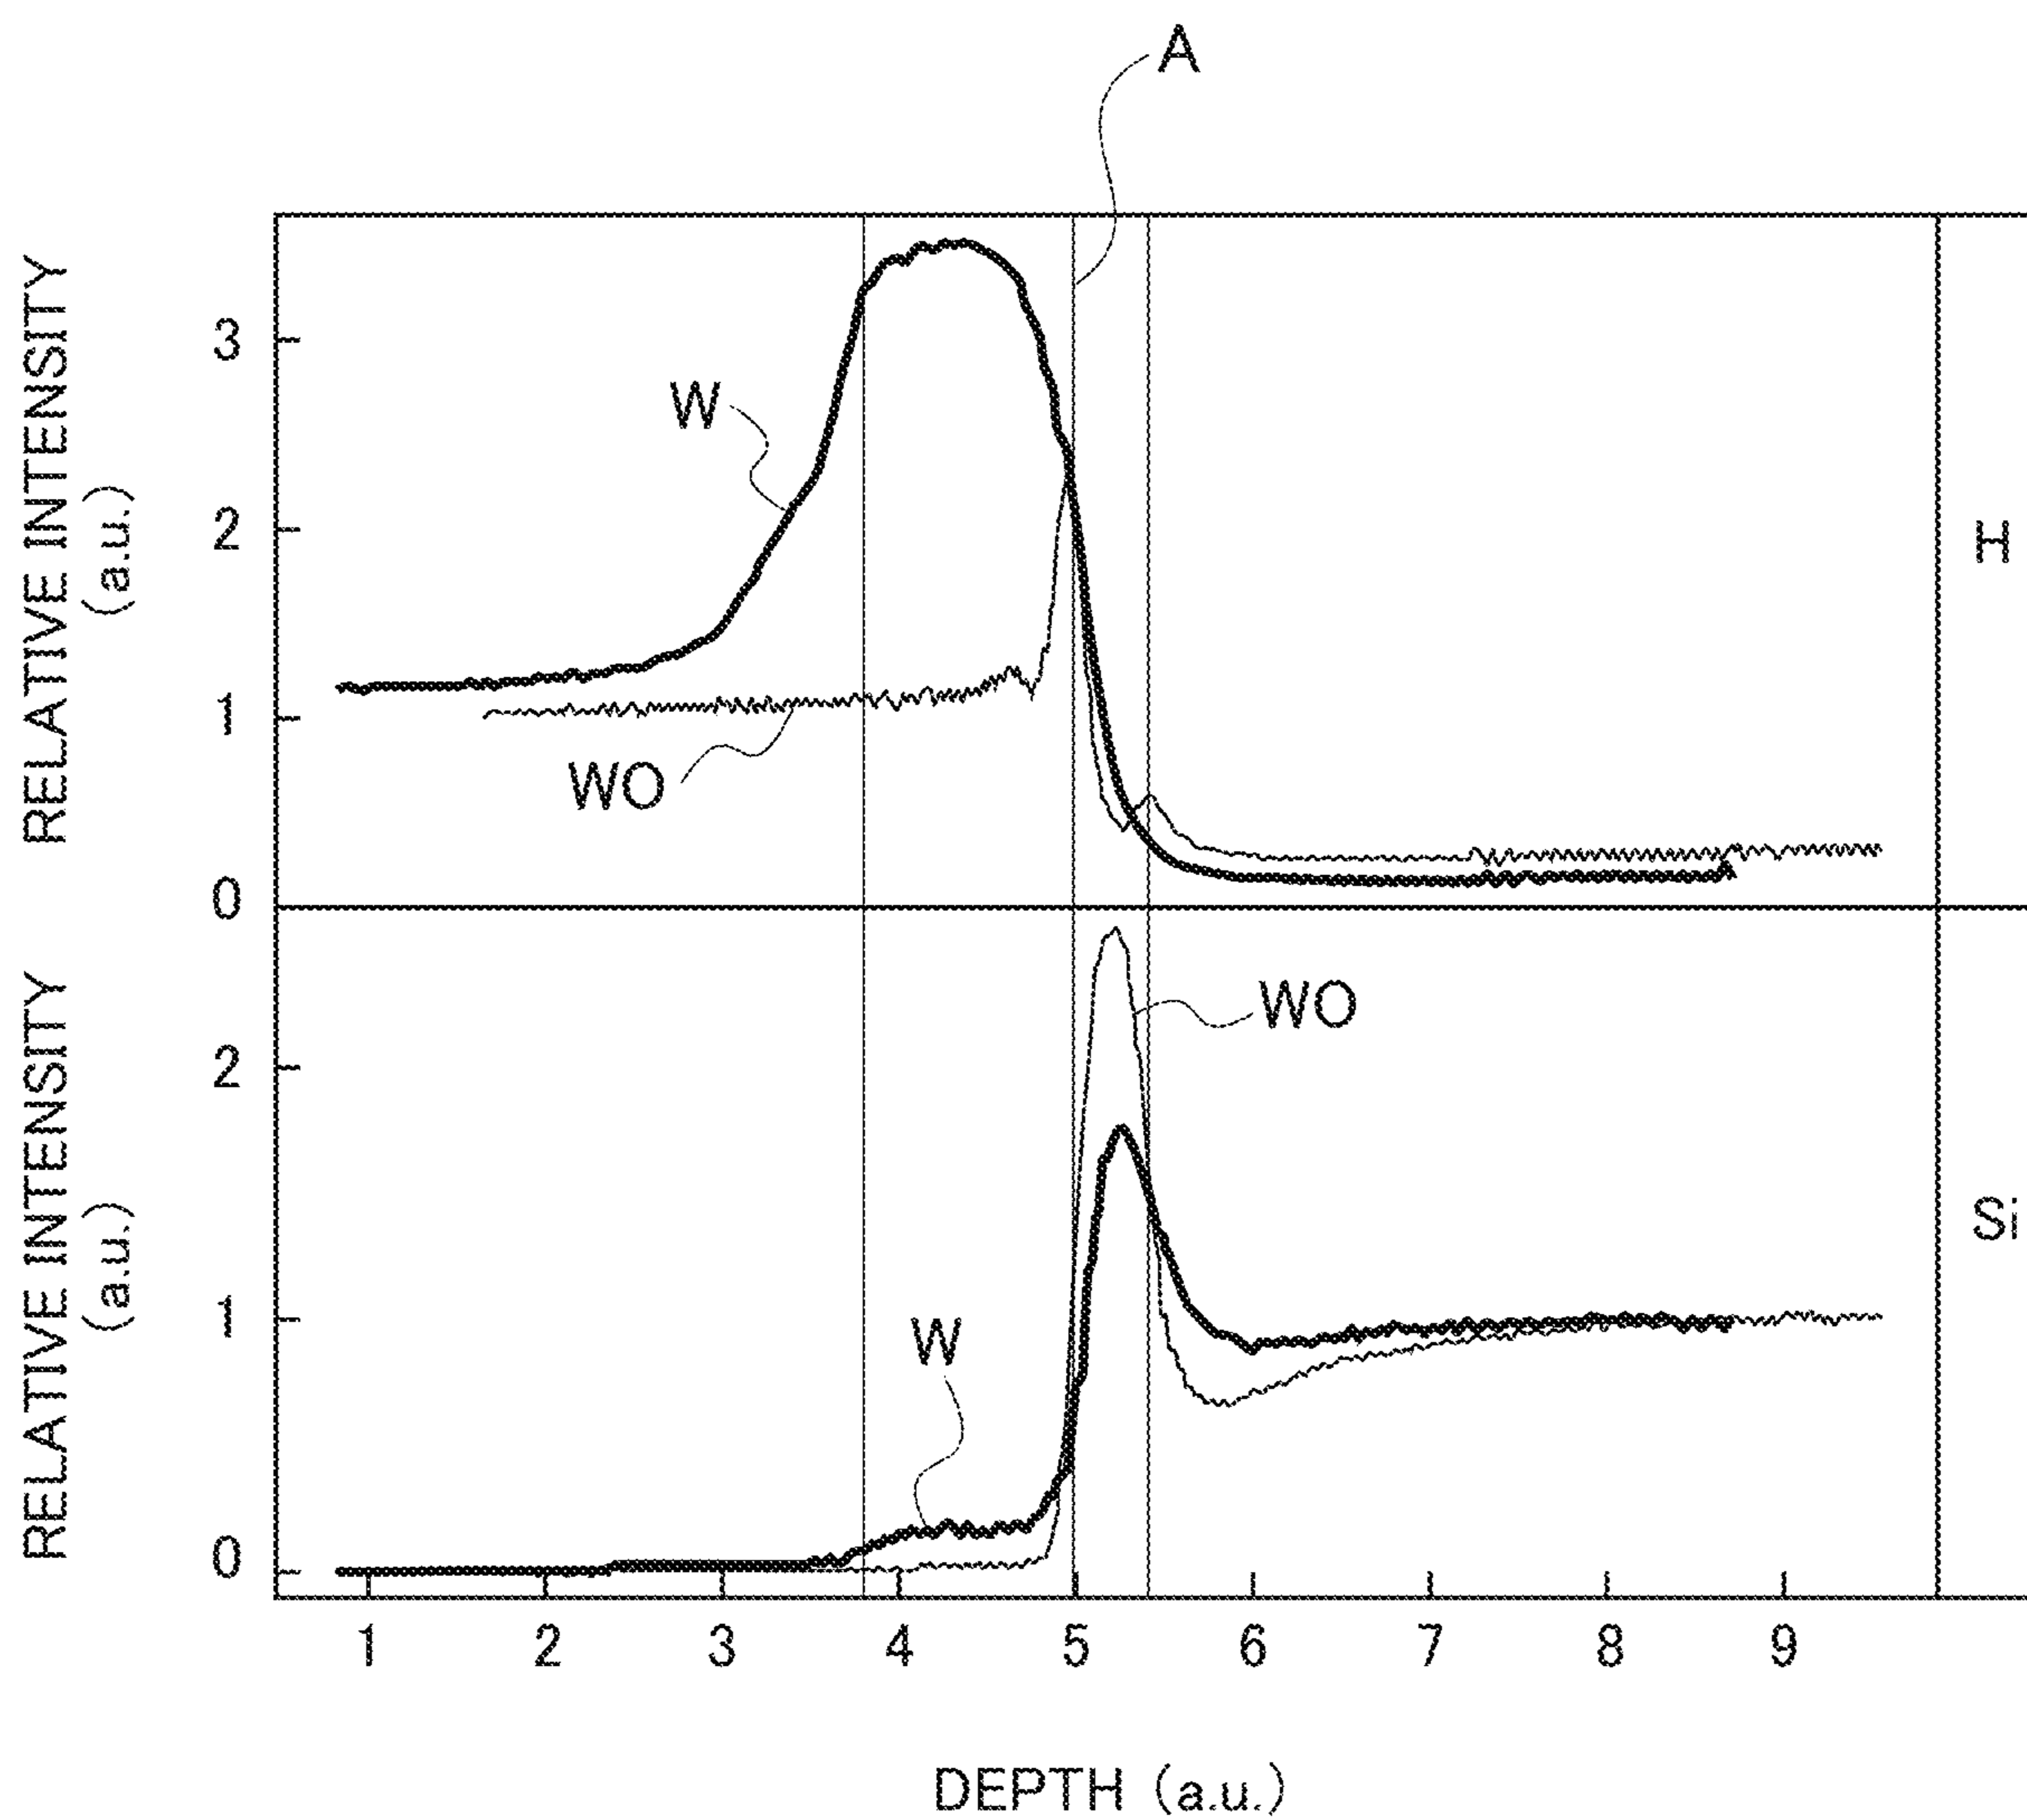 A
RELATIVE INTENSITY
(a.u.)
3
2
1
0
W
WO
H
RELATIVE INTENSITY
(a.u.)
2
1
0
WO
W
Si
1 2 3 4 5 6 7 8 9
DEPTH (a.u.)